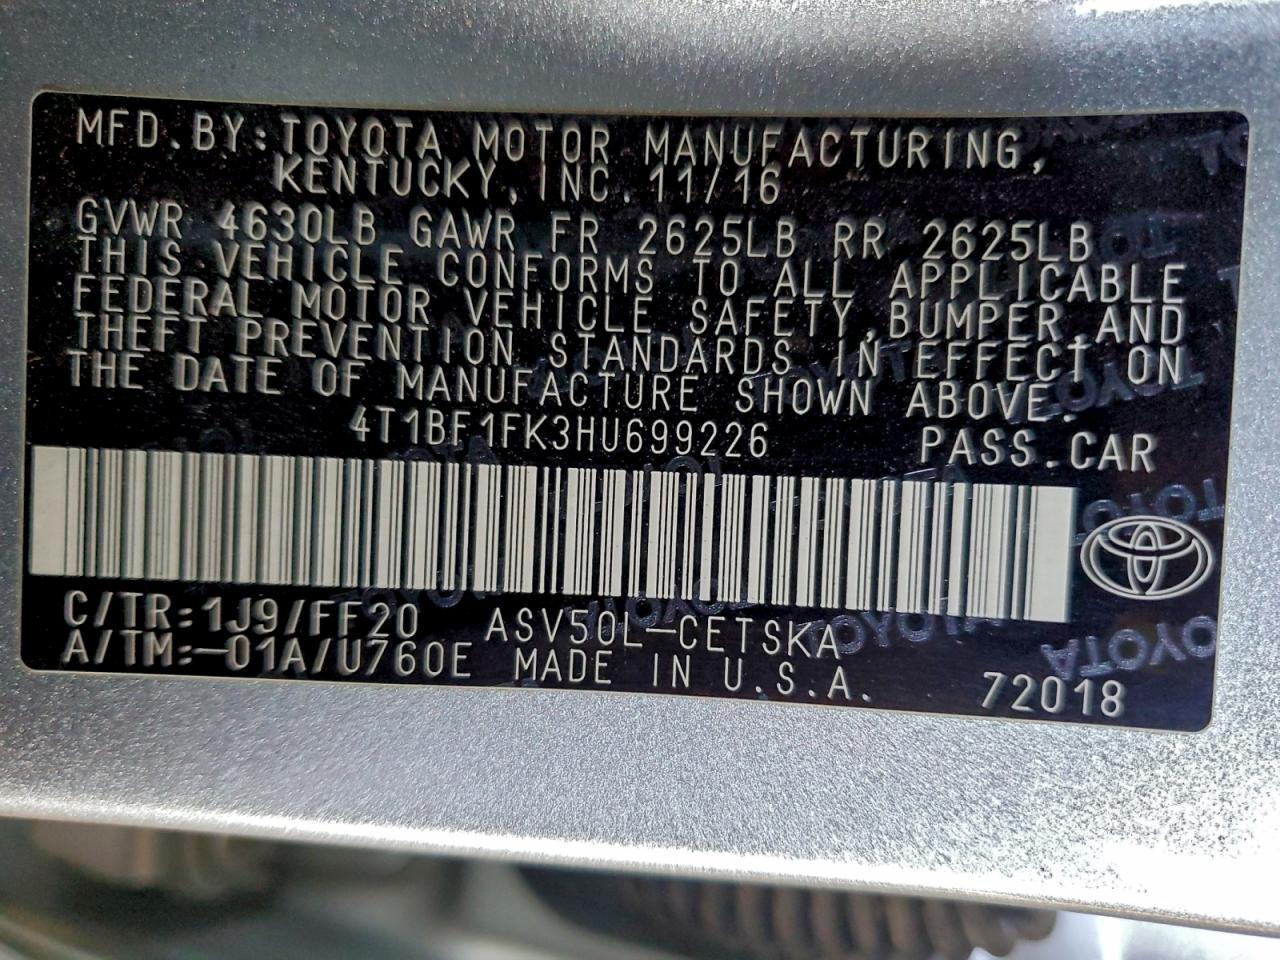 MFD.BY:TOYOTA MOTOR MANUFACTURING,
KENTUCKY, INC. 11/16
GVWR 4630LB GAWR FR 2625LB RR 2625LB
THIS VEHICLE CONFORMS TO ALL APPLICABLE
FEDERAL MOTOR VEHICLE SAFETY,BUMPER,AND
THEFT PREVENTION STANDARDS IN EFFECT ON
THE DATE OF MANUFACTURE SHOWN ABOVE.
4T1BF1FK3HU699226 PASS.CAR
C/TR:1J9/FF20 ASV50L-CETSKA
A/TM:-01A/U760E MADE IN U.S.A. 72018
TOYOTA